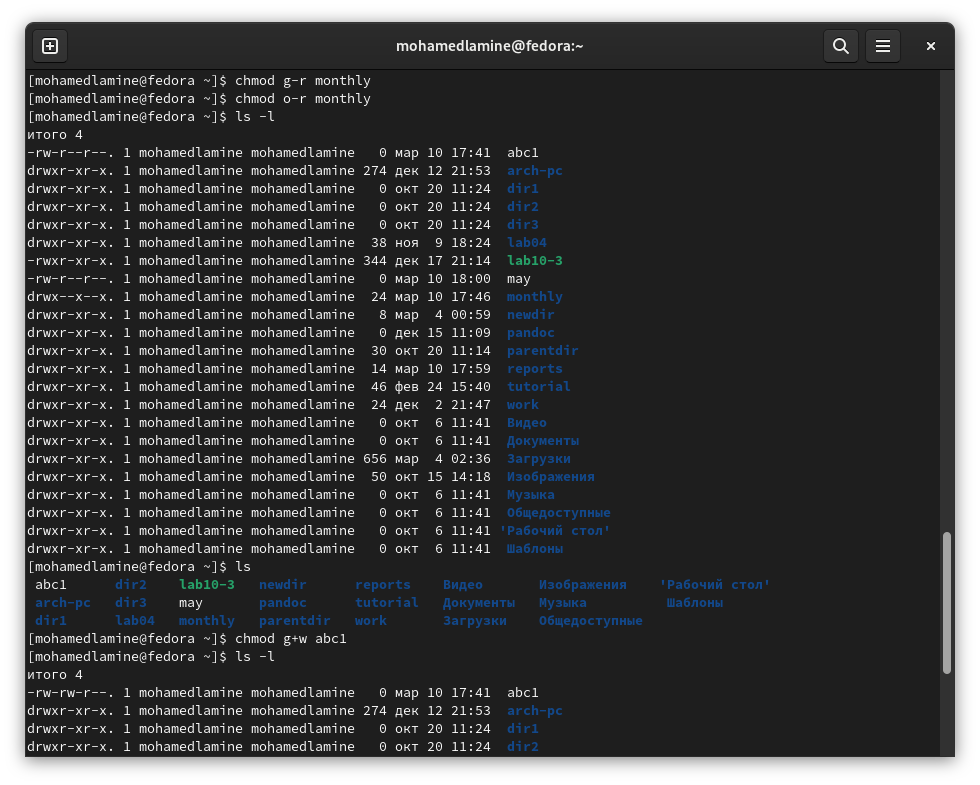 mohamedlamine@fedora:~
[mohamedlamine@fedora ~]$ chmod g-r monthly
[mohamedlamine@fedora ~]$ chmod o-r monthly
[mohamedlamine@fedora ~]$ ls -l
итого 4
-rw-r--r--. 1 mohamedlamine mohamedlamine   0 мар 10 17:41  abc1
drwxr-xr-x. 1 mohamedlamine mohamedlamine 274 дек 12 21:53  arch-pc
drwxr-xr-x. 1 mohamedlamine mohamedlamine   0 окт 20 11:24  dir1
drwxr-xr-x. 1 mohamedlamine mohamedlamine   0 окт 20 11:24  dir2
drwxr-xr-x. 1 mohamedlamine mohamedlamine   0 окт 20 11:24  dir3
drwxr-xr-x. 1 mohamedlamine mohamedlamine  38 ноя  9 18:24  lab04
-rwxr-xr-x. 1 mohamedlamine mohamedlamine 344 дек 17 21:14  lab10-3
-rw-r--r--. 1 mohamedlamine mohamedlamine   0 мар 10 18:00  may
drwx--x--x. 1 mohamedlamine mohamedlamine  24 мар 10 17:46  monthly
drwxr-xr-x. 1 mohamedlamine mohamedlamine   8 мар  4 00:59  newdir
drwxr-xr-x. 1 mohamedlamine mohamedlamine   0 дек 15 11:09  pandoc
drwxr-xr-x. 1 mohamedlamine mohamedlamine  30 окт 20 11:14  parentdir
drwxr-xr-x. 1 mohamedlamine mohamedlamine  14 мар 10 17:59  reports
drwxr-xr-x. 1 mohamedlamine mohamedlamine  46 фев 24 15:40  tutorial
drwxr-xr-x. 1 mohamedlamine mohamedlamine  24 дек  2 21:47  work
drwxr-xr-x. 1 mohamedlamine mohamedlamine   0 окт  6 11:41  Видео
drwxr-xr-x. 1 mohamedlamine mohamedlamine   0 окт  6 11:41  Документы
drwxr-xr-x. 1 mohamedlamine mohamedlamine 656 мар  4 02:36  Загрузки
drwxr-xr-x. 1 mohamedlamine mohamedlamine  50 окт 15 14:18  Изображения
drwxr-xr-x. 1 mohamedlamine mohamedlamine   0 окт  6 11:41  Музыка
drwxr-xr-x. 1 mohamedlamine mohamedlamine   0 окт  6 11:41  Общедоступные
drwxr-xr-x. 1 mohamedlamine mohamedlamine   0 окт  6 11:41 'Рабочий стол'
drwxr-xr-x. 1 mohamedlamine mohamedlamine   0 окт  6 11:41  Шаблоны
[mohamedlamine@fedora ~]$ ls
 abc1      dir2    lab10-3   newdir      reports    Видео       Изображения    'Рабочий стол'
 arch-pc   dir3    may       pandoc      tutorial   Документы   Музыка          Шаблоны
 dir1      lab04   monthly   parentdir   work       Загрузки    Общедоступные
[mohamedlamine@fedora ~]$ chmod g+w abc1
[mohamedlamine@fedora ~]$ ls -l
итого 4
-rw-rw-r--. 1 mohamedlamine mohamedlamine   0 мар 10 17:41  abc1
drwxr-xr-x. 1 mohamedlamine mohamedlamine 274 дек 12 21:53  arch-pc
drwxr-xr-x. 1 mohamedlamine mohamedlamine   0 окт 20 11:24  dir1
drwxr-xr-x. 1 mohamedlamine mohamedlamine   0 окт 20 11:24  dir2